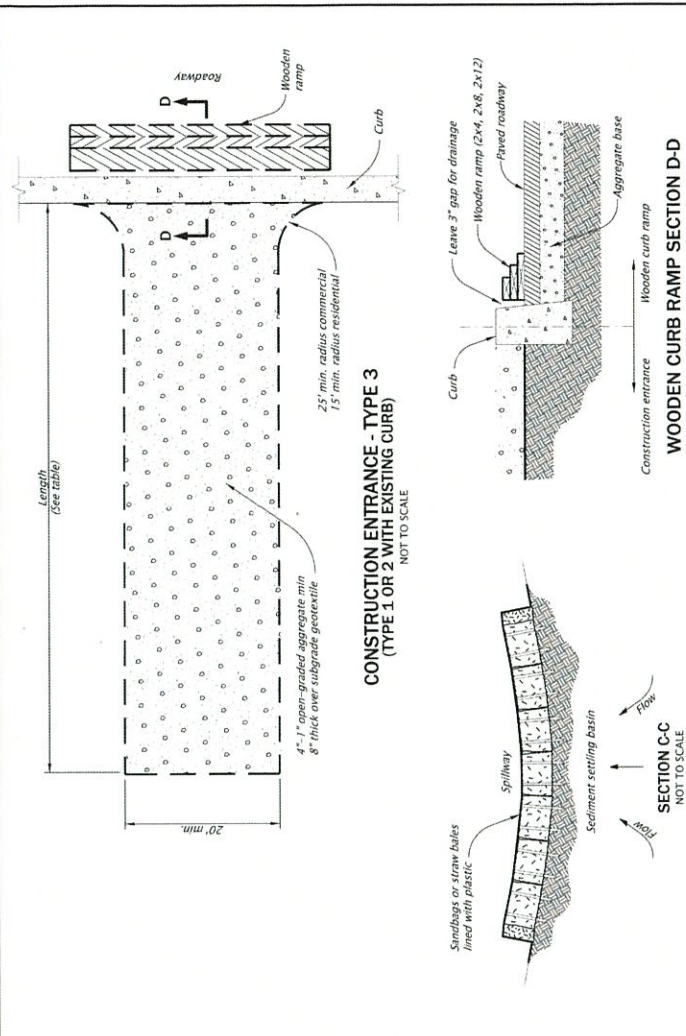 Length
(See table)
20' min.
4"-1" open-graded aggregate min
8" thick over subgrade geotextile
25' min. radius commercial
15' min. radius residential
D
D
Roadway
Wooden
ramp
Curb
CONSTRUCTION ENTRANCE - TYPE 3
(TYPE 1 OR 2 WITH EXISTING CURB)
NOT TO SCALE
Sandbags or straw bales
lined with plastic
Spillway
Sediment settling basin
Flow
Flow
SECTION C-C
NOT TO SCALE
Curb
Leave 3" gap for drainage
Wooden ramp (2x4, 2x8, 2x12)
Paved roadway
Aggregate base
Construction entrance
Wooden curb ramp
WOODEN CURB RAMP SECTION D-D